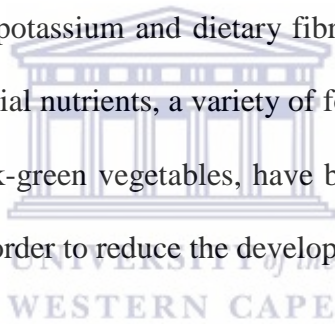 potassium and dietary fibr
ial nutrients, a variety of f
k-green vegetables, have b
order to reduce the develop
UNIVERSITY of the
WESTERN CAPE